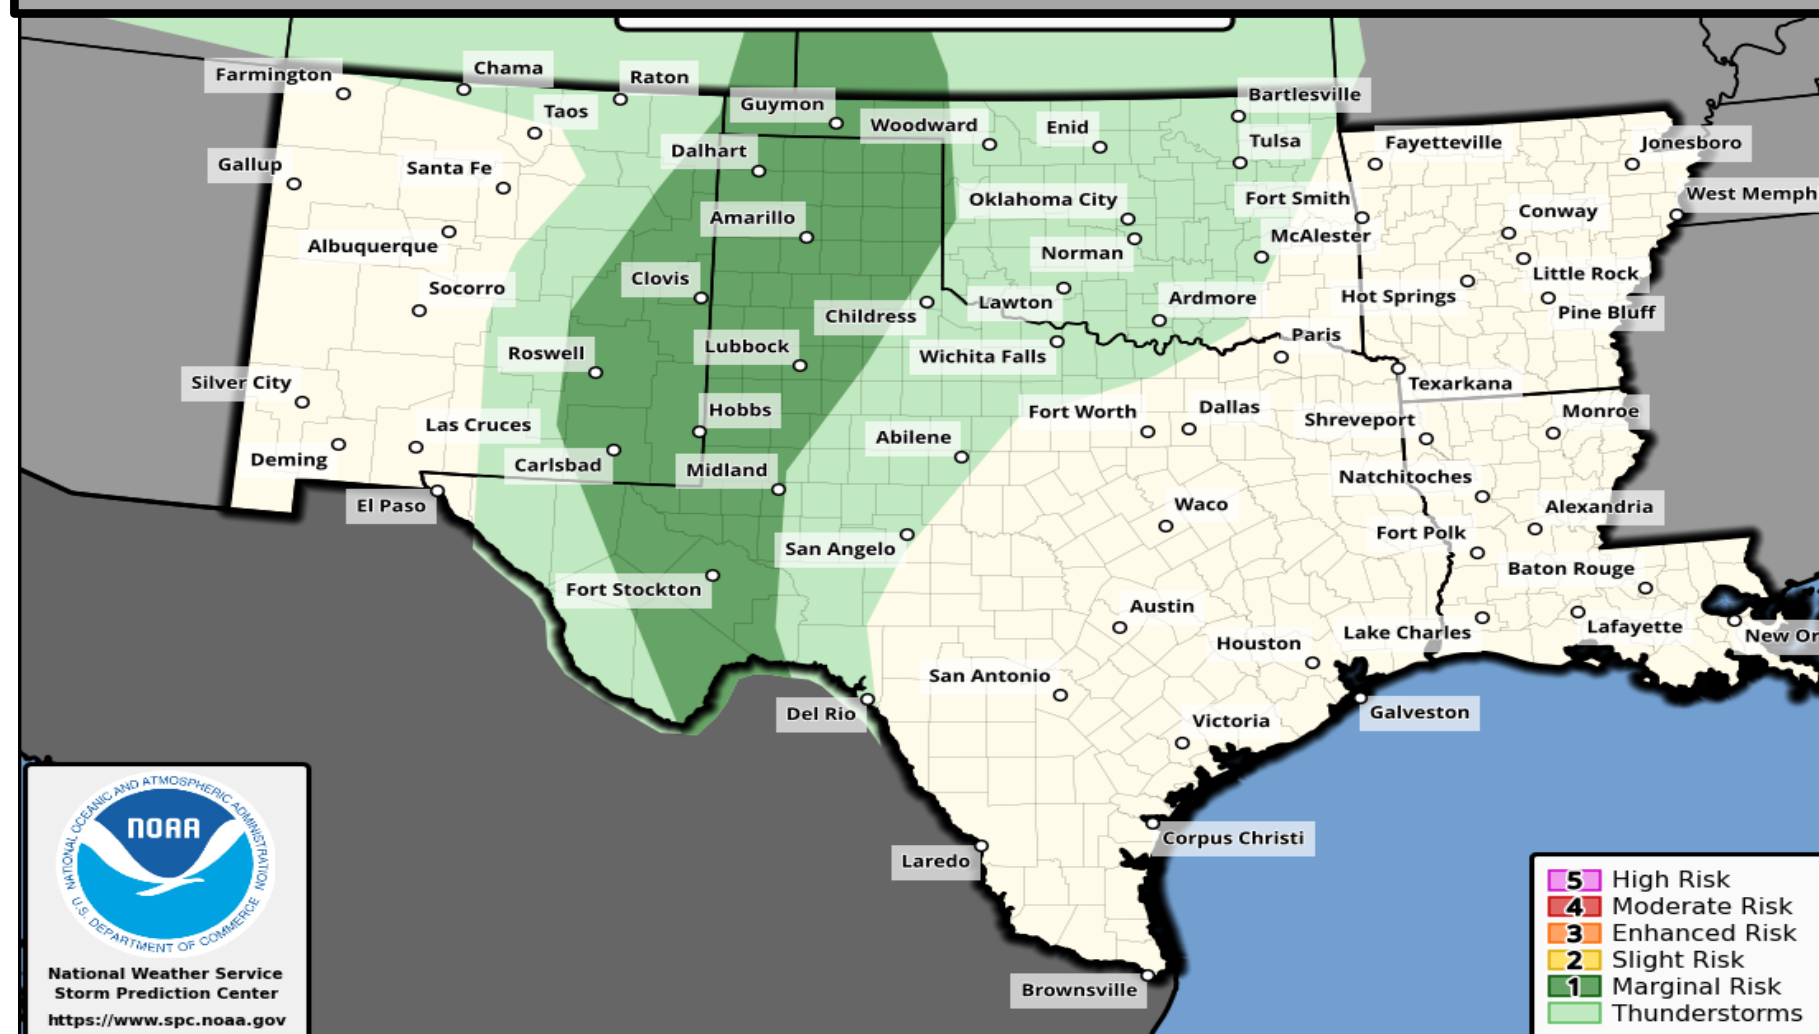 Farmington
Chama
Raton
Taos
Guymon
Woodward
Enid
Bartlesville
Tulsa
Fayetteville
Jonesboro
Gallup
Santa Fe
Dalhart
Amarillo
Oklahoma City
Fort Smith
Conway
West Memph
Albuquerque
Norman
McAlester
Little Rock
Socorro
Clovis
Childress
Lawton
Ardmore
Hot Springs
Pine Bluff
Roswell
Lubbock
Wichita Falls
Paris
Silver City
Texarkana
Las Cruces
Hobbs
Fort Worth
Dallas
Shreveport
Monroe
Deming
Carlsbad
Midland
Abilene
Natchitoches
El Paso
Waco
Alexandria
San Angelo
Fort Polk
Baton Rouge
Fort Stockton
Austin
Houston
Lake Charles
Lafayette
New Or
San Antonio
Del Rio
Victoria
Galveston
Corpus Christi
Laredo
Brownsville
NATIONAL OCEANIC AND ATMOSPHERIC ADMINISTRATION
NOAA
U.S. DEPARTMENT OF COMMERCE
National Weather Service
Storm Prediction Center
https://www.spc.noaa.gov
5 High Risk
4 Moderate Risk
3 Enhanced Risk
2 Slight Risk
1 Marginal Risk
Thunderstorms